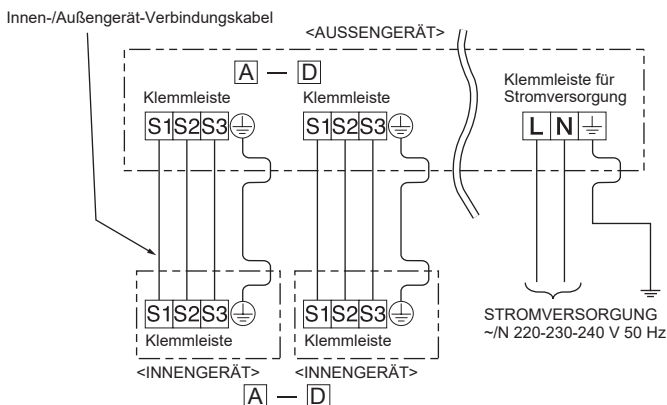 Innen-/Außengerät-Verbindungskabel
<AUSSENGERÄT>
A — D
Klemmleiste
Klemmleiste
Klemmleiste für
Stromversorgung
S1 S2 S3
S1 S2 S3
L N
S1 S2 S3
S1 S2 S3
Klemmleiste
Klemmleiste
STROMVERSORGUNG
~/N 220-230-240 V 50 Hz
<INNENGERÄT>
<INNENGERÄT>
A — D